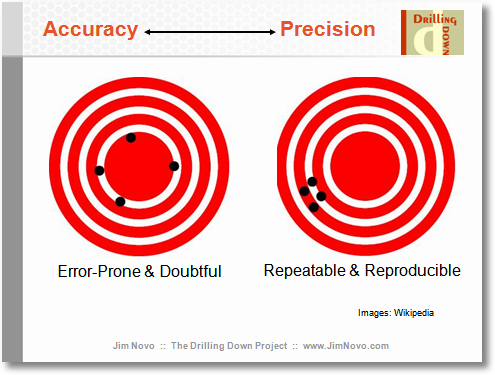 Accuracy Precision
DRILLING
DOWN
d
Error-Prone & Doubtful Repeatable & Reproducible
Images: Wikipedia
Jim Novo :: The Drilling Down Project :: www.JimNovo.com